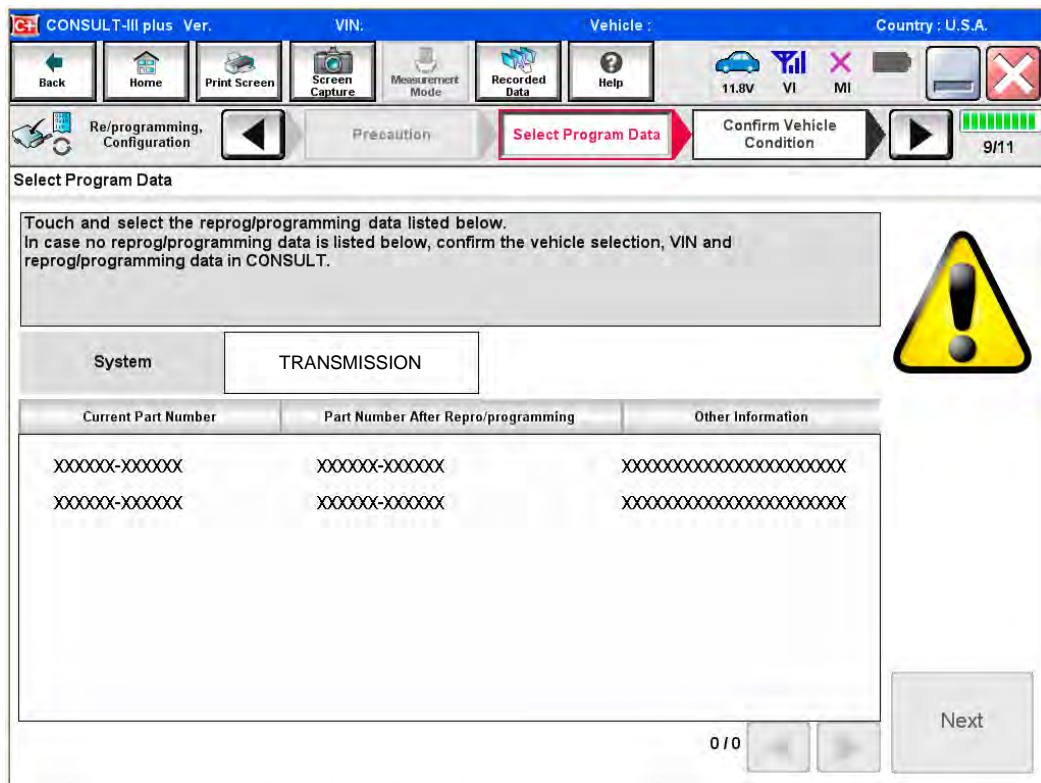 C+ CONSULT-III plus Ver. VIN: Vehicle : Country : U.S.A.
Back Home Print Screen Screen Capture Measurement Mode Recorded Data Help 11.8V VI MI
Re/programming, Configuration Precaution Select Program Data Confirm Vehicle Condition 9/11
Select Program Data
Touch and select the reprog/programming data listed below.
In case no reprog/programming data is listed below, confirm the vehicle selection, VIN and
reprog/programming data in CONSULT.
System TRANSMISSION
Current Part Number Part Number After Repro/programming Other Information
XXXXXX-XXXXXX XXXXXX-XXXXXX XXXXXXXXXXXXXXXXXXXXXX
XXXXXX-XXXXXX XXXXXX-XXXXXX XXXXXXXXXXXXXXXXXXXXXX
0/0
Next